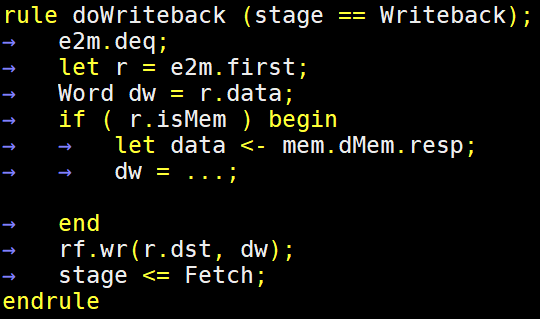 rule doWriteback (stage == Writeback);
→ e2m.deq;
→ let r = e2m.first;
→ Word dw = r.data;
→ if ( r.isMem ) begin
→ → let data <- mem.dMem.resp;
→ → dw = ...;
→ end
→ rf.wr(r.dst, dw);
→ stage <= Fetch;
endrule